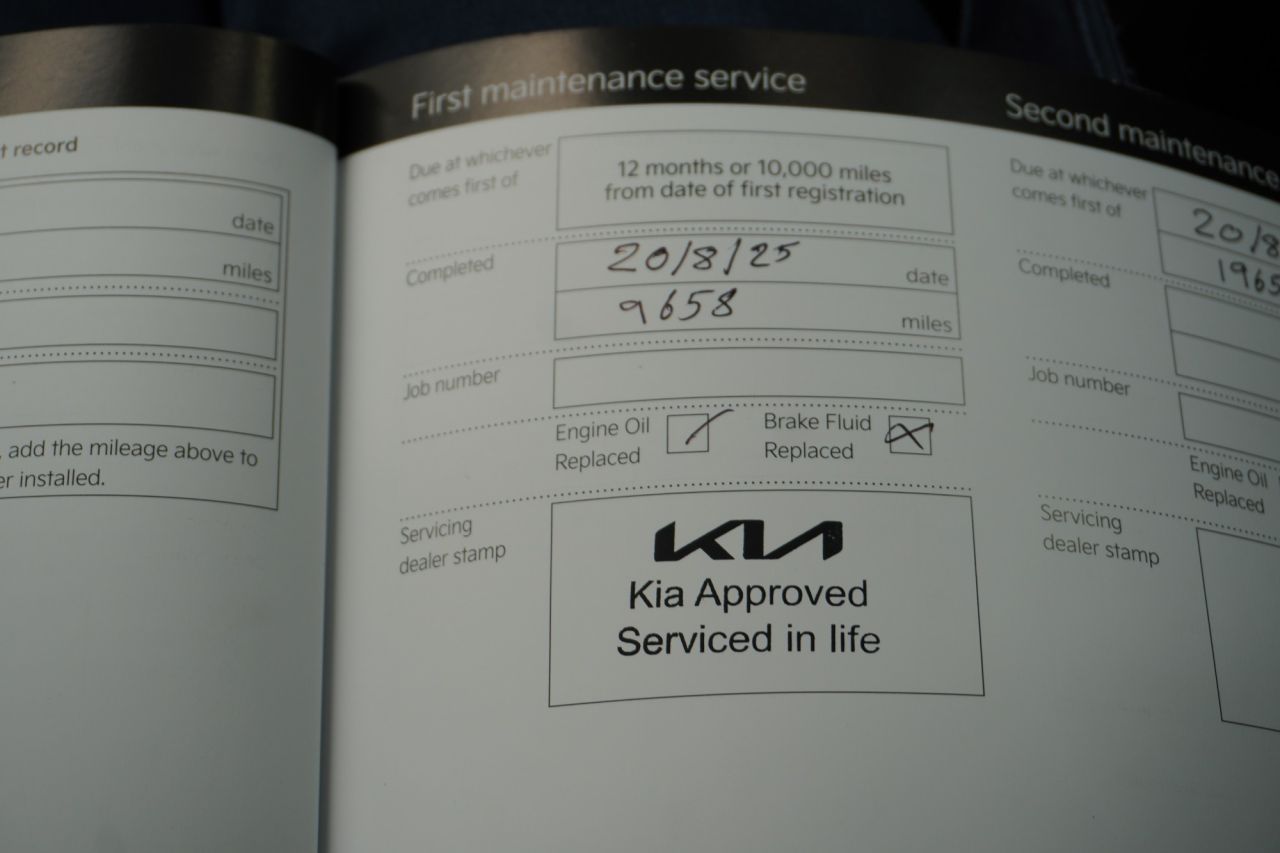 t record
date
miles
, add the mileage above to
er installed.
First maintenance service
Due at whichever
comes first of
12 months or 10,000 miles
from date of first registration
Completed
20/8/25
date
9658
miles
Job number
Engine Oil
Replaced
Brake Fluid
Replaced
Servicing
dealer stamp
KIA
Kia Approved
Serviced in life
Second maintenance
Due at whichever
comes first of
20/8
1965
Completed
Job number
Engine Oil
Replaced
Servicing
dealer stamp